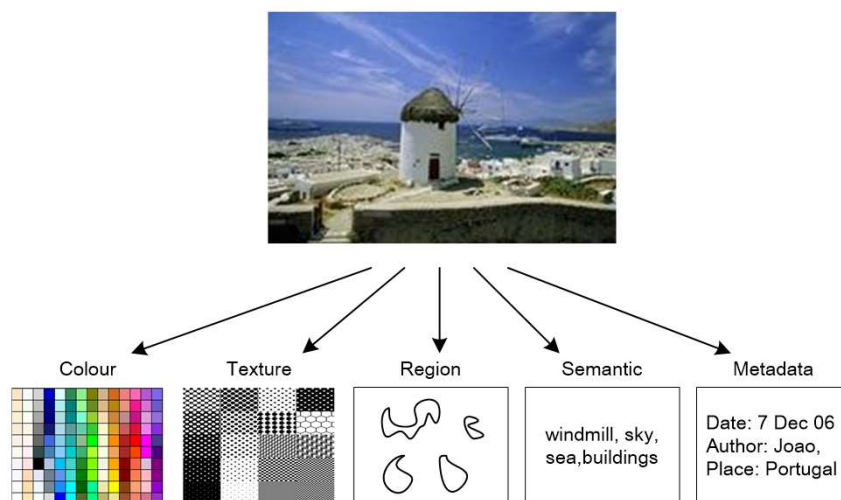 Colour
Texture
Region
Semantic
Metadata
windmill, sky,
sea,buildings
Date: 7 Dec 06
Author: Joao,
Place: Portugal